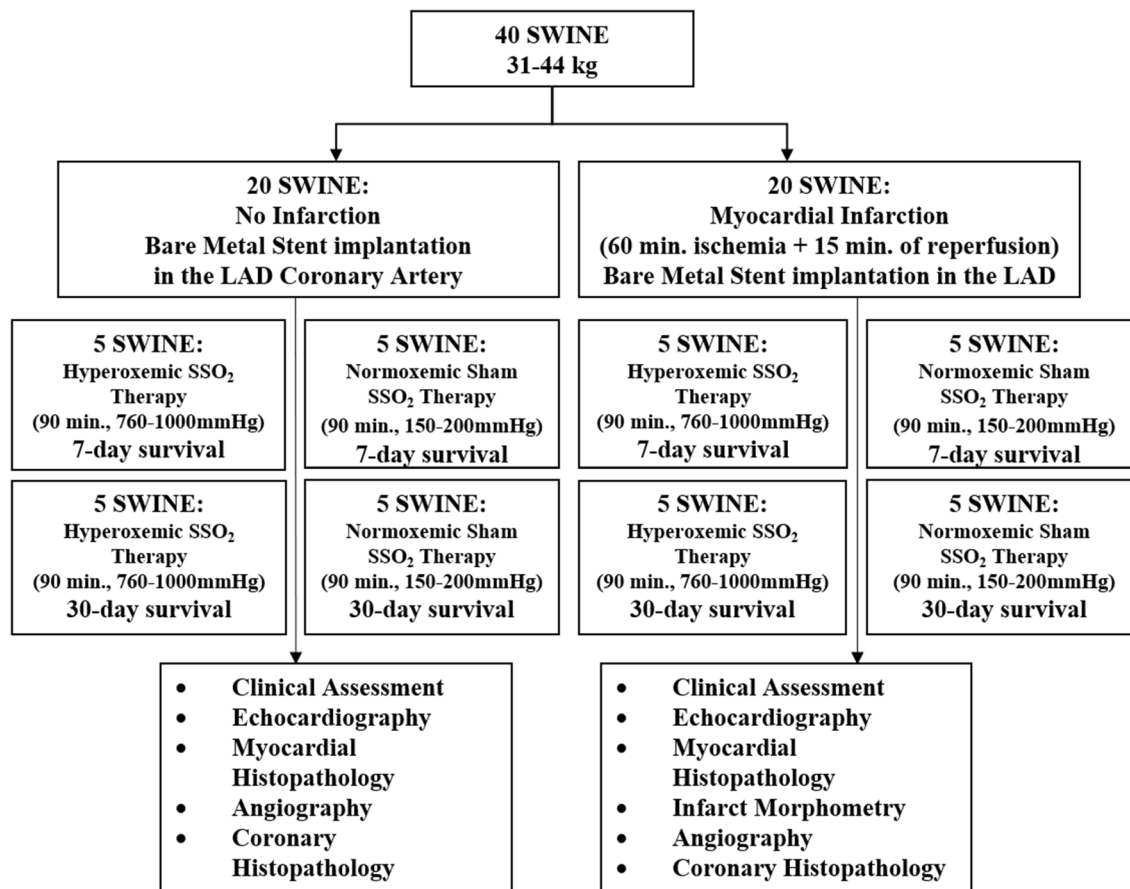 40 SWINE
31-44 kg
20 SWINE:
No Infarction
Bare Metal Stent implantation
in the LAD Coronary Artery
20 SWINE:
Myocardial Infarction
(60 min. ischemia + 15 min. of reperfusion)
Bare Metal Stent implantation in the LAD
5 SWINE:
Hyperoxemic SSO₂
Therapy
(90 min., 760-1000mmHg)
7-day survival
5 SWINE:
Normoxemic Sham
SSO₂ Therapy
(90 min., 150-200mmHg)
7-day survival
5 SWINE:
Hyperoxemic SSO₂
Therapy
(90 min., 760-1000mmHg)
7-day survival
5 SWINE:
Normoxemic Sham
SSO₂ Therapy
(90 min., 150-200mmHg)
7-day survival
5 SWINE:
Hyperoxemic SSO₂
Therapy
(90 min., 760-1000mmHg)
30-day survival
5 SWINE:
Normoxemic Sham
SSO₂ Therapy
(90 min., 150-200mmHg)
30-day survival
5 SWINE:
Hyperoxemic SSO₂
Therapy
(90 min., 760-1000mmHg)
30-day survival
5 SWINE:
Normoxemic Sham
SSO₂ Therapy
(90 min., 150-200mmHg)
30-day survival
• Clinical Assessment
• Echocardiography
• Myocardial
Histopathology
• Angiography
• Coronary
Histopathology
• Clinical Assessment
• Echocardiography
• Myocardial
Histopathology
• Infarct Morphometry
• Angiography
• Coronary Histopathology